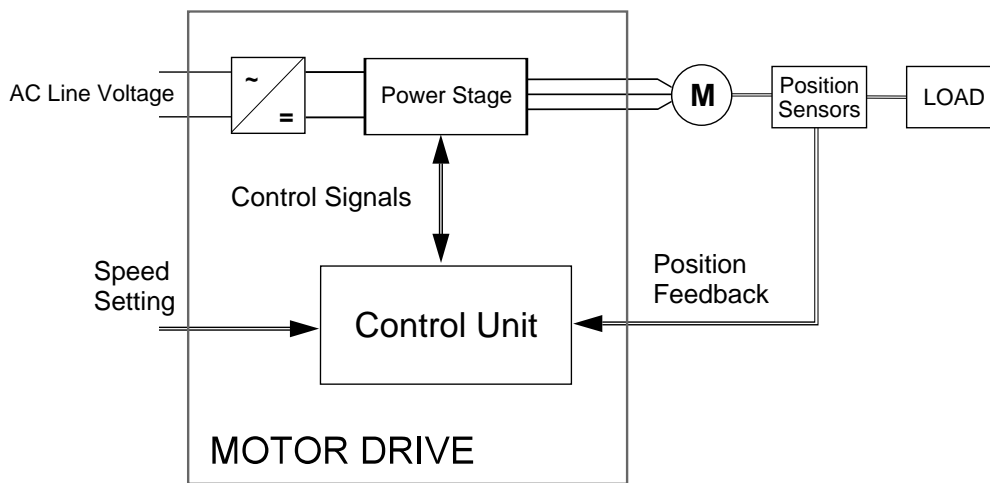 AC Line Voltage
~
=
Power Stage
M
Position
Sensors
LOAD
Control Signals
Speed
Setting
Control Unit
Position
Feedback
MOTOR DRIVE